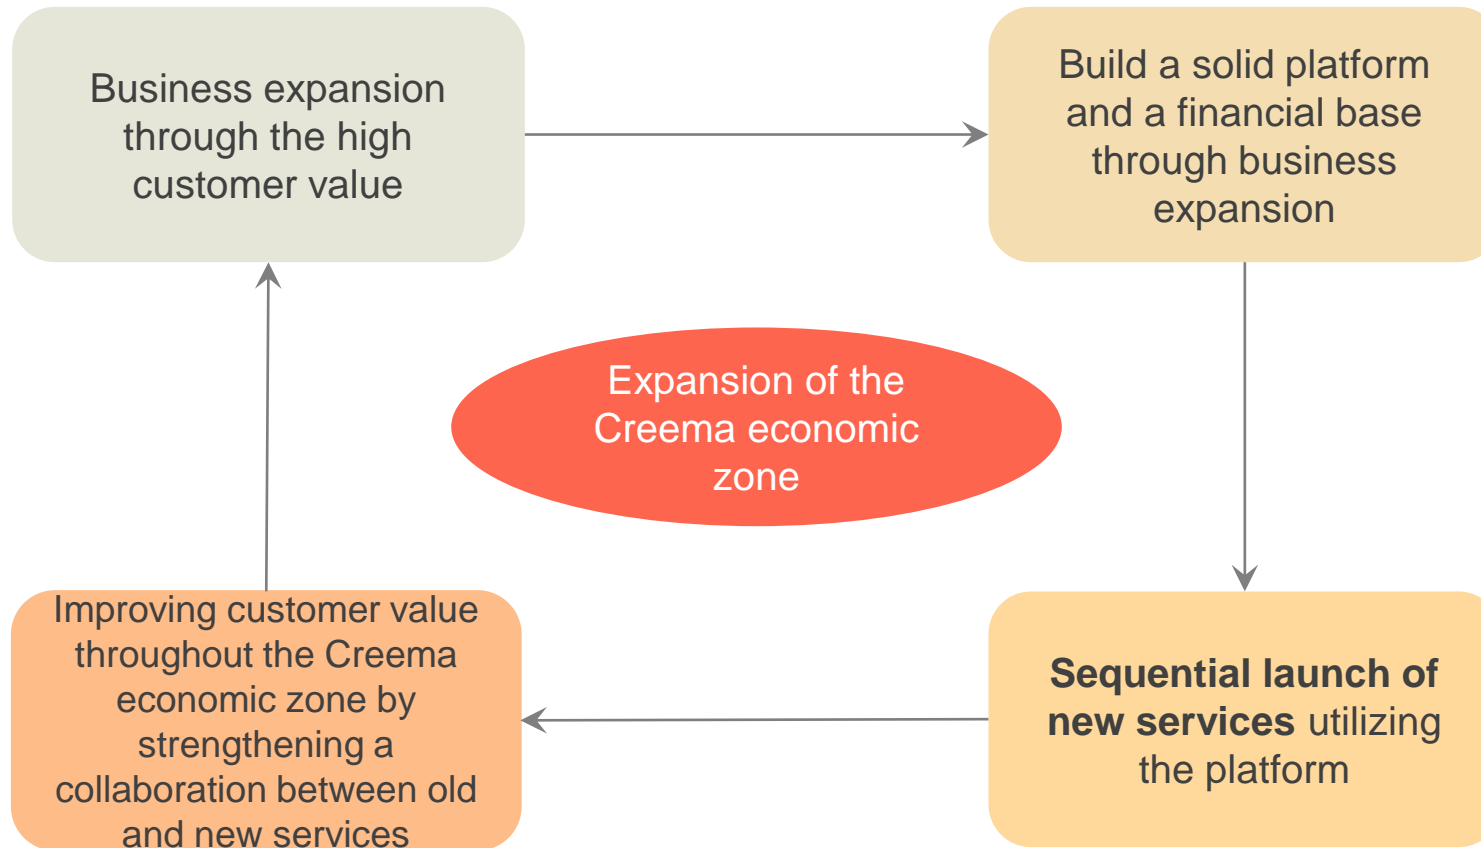 Business expansion
through the high
customer value
Build a solid platform
and a financial base
through business
expansion
Expansion of the
Creema economic
zone
Improving customer value
throughout the Creema
economic zone by
strengthening a
collaboration between old
and new services
Sequential launch of
new services utilizing
the platform